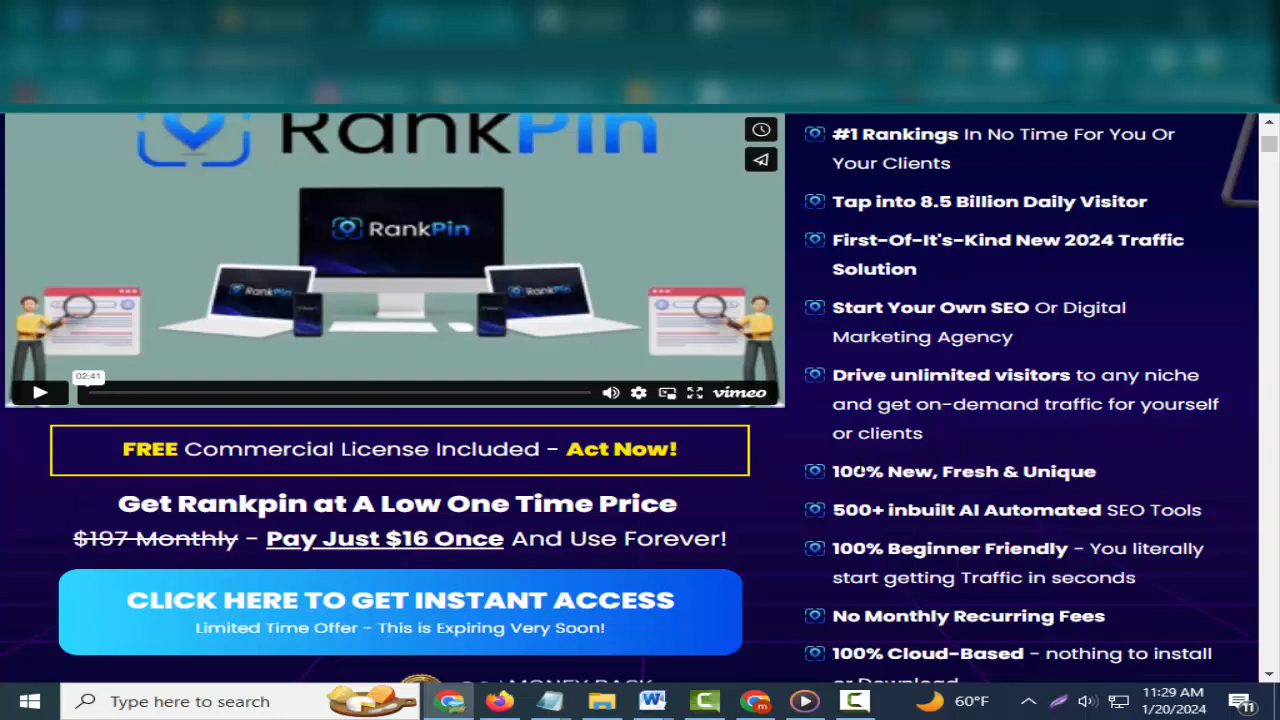 RankPin
RankPin
RankPin
RankPin
02:41
vimeo
FREE Commercial License Included - Act Now!
Get Rankpin at A Low One Time Price
$197 Monthly - Pay Just $16 Once And Use Forever!
CLICK HERE TO GET INSTANT ACCESS
Limited Time Offer - This is Expiring Very Soon!
#1 Rankings In No Time For You Or
Your Clients
Tap into 8.5 Billion Daily Visitor
First-Of-It's-Kind New 2024 Traffic
Solution
Start Your Own SEO Or Digital
Marketing Agency
Drive unlimited visitors to any niche
and get on-demand traffic for yourself
or clients
100% New, Fresh & Unique
500+ inbuilt AI Automated SEO Tools
100% Beginner Friendly - You literally
start getting Traffic in seconds
No Monthly Recurring Fees
100% Cloud-Based - nothing to install
or Download
Type here to search
60°F
11:29 AM
1/20/2024
11